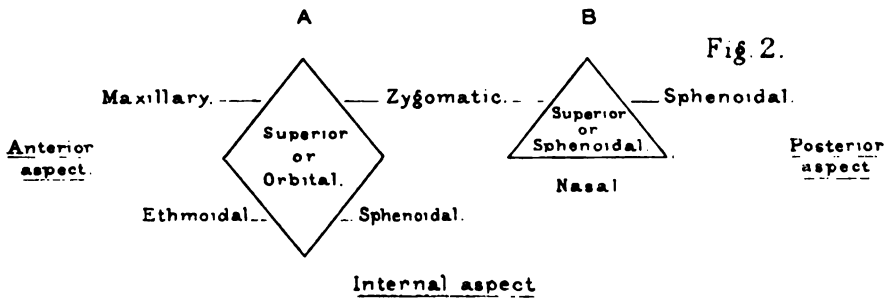 A B
Fig. 2.
Maxillary. Zygomatic. Sphenoidal.
Superior
or
Orbital.
Superior
or
Sphenoidal.
Anterior
aspect.
Posterior
aspect
Nasal
Ethmoidal Sphenoidal.
Internal aspect